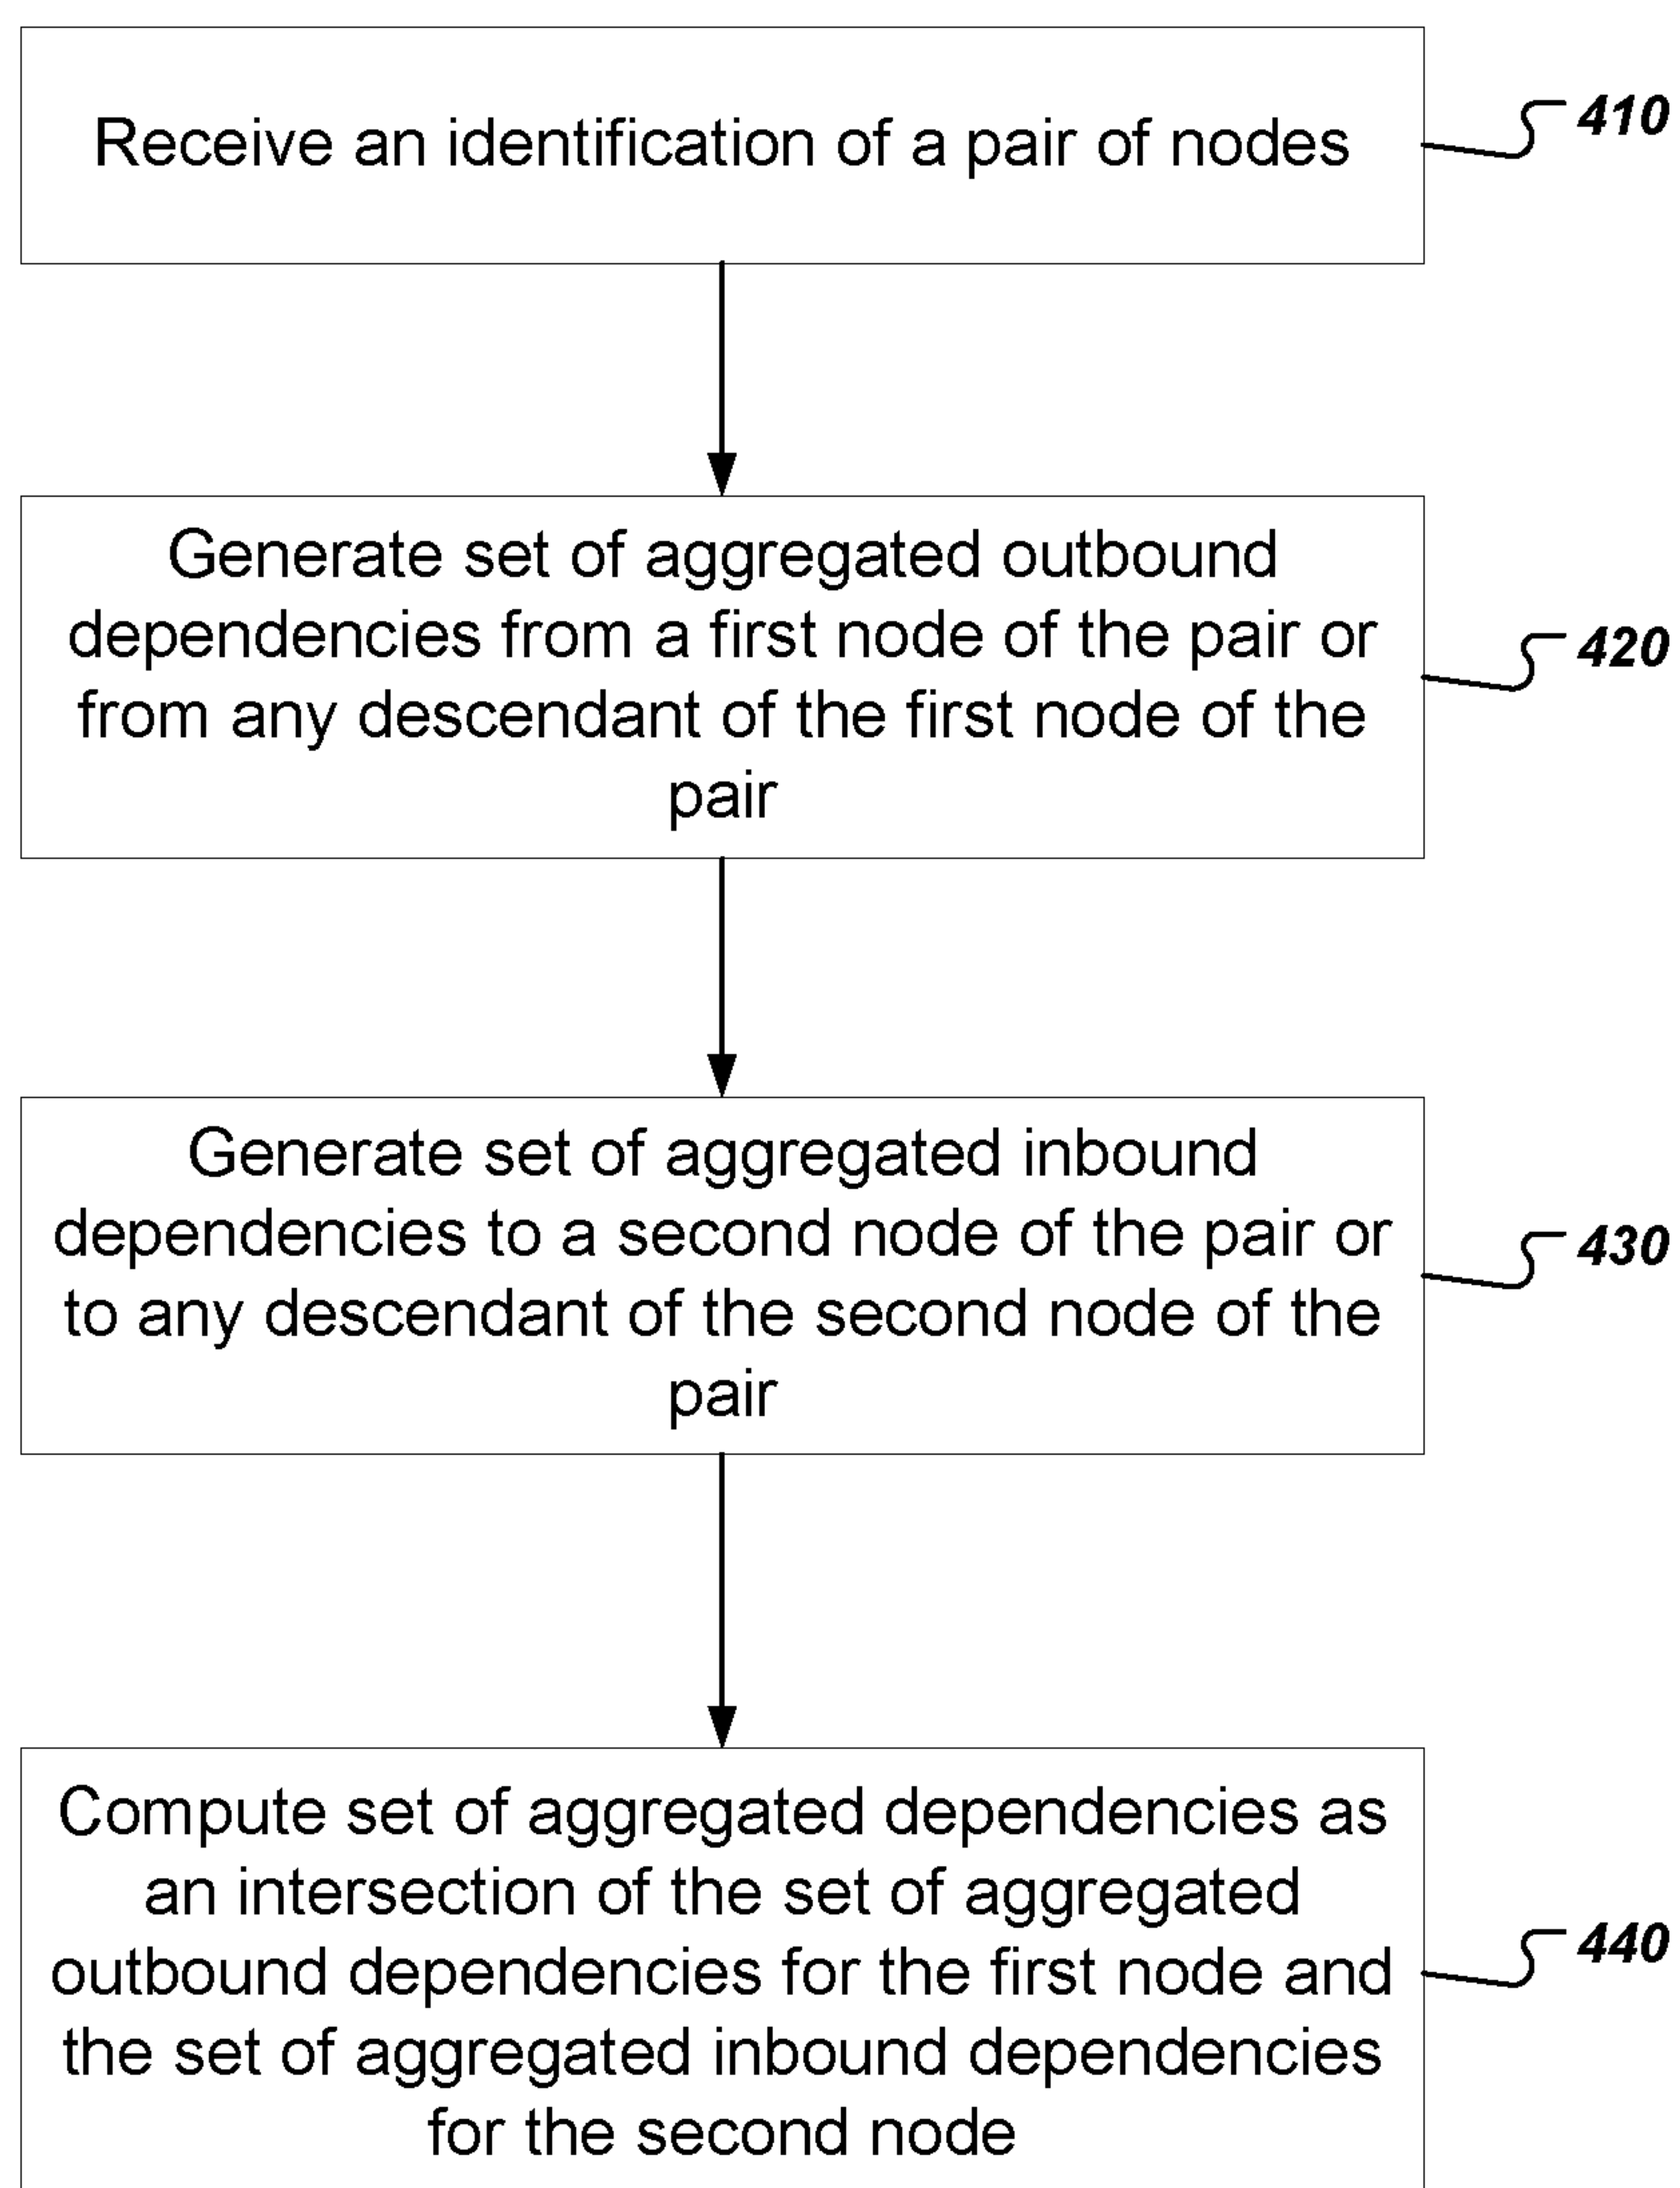 Receive an identification of a pair of nodes
410
Generate set of aggregated outbound
dependencies from a first node of the pair or
from any descendant of the first node of the
pair
420
Generate set of aggregated inbound
dependencies to a second node of the pair or
to any descendant of the second node of the
pair
430
Compute set of aggregated dependencies as
an intersection of the set of aggregated
outbound dependencies for the first node and
the set of aggregated inbound dependencies
for the second node
440